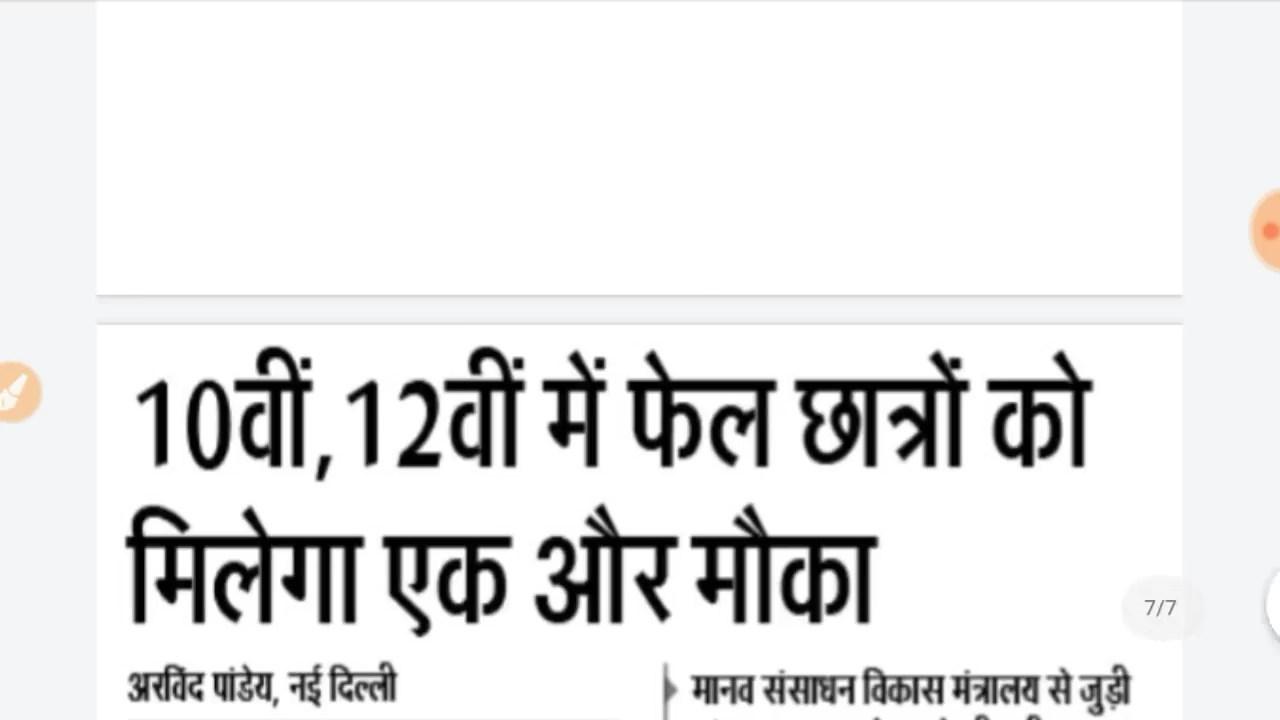 10वीं,12वीं में फेल छात्रों को
मिलेगा एक और मौका
7/7
अरविंद पांडेय, नई दिल्ली
मानव संसाधन विकास मंत्रालय से जुड़ी